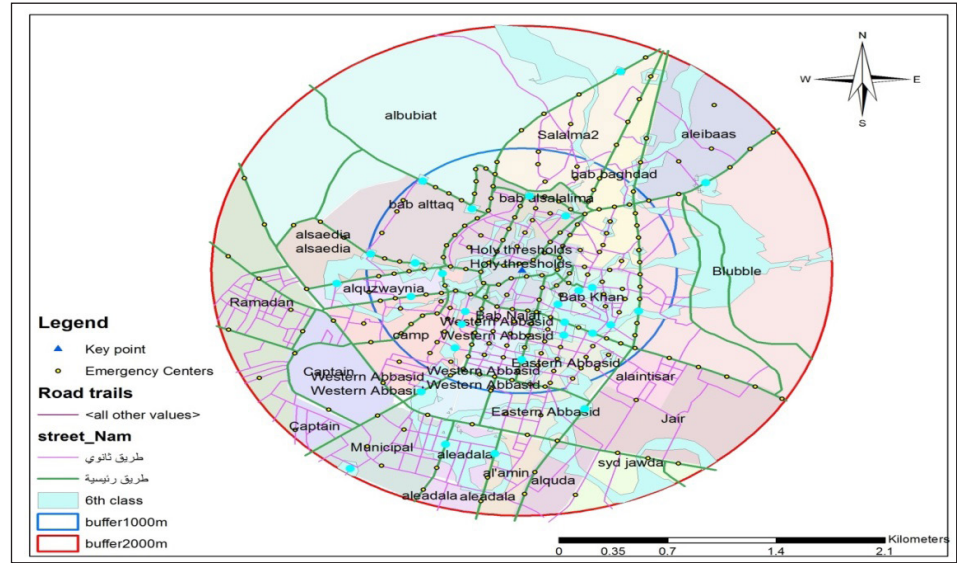 N
W E
S
albubiat
Salalma2
aleibaas
bab baghdad
bab alttaq
bab alsalalima
alsaedia
alsaedia
Holy thresholds
Holy thresholds
Blubble
alquzwaynia
Bab Khan
Ramadan
Bab Najaff
Western Abbasid
camp
Western Abbasid
Eastern Abbasid
Captain
Western Abbasid
alaintisar
Western Abbasid
Western Abbasid
Western Abbasi
Eastern Abbasid
Captain
Jair
Municipal
aleadala
syd jawda
al'amin
alquda
aleadala
aleadala
Legend
Key point
Emergency Centers
Road trails
<all other values>
street_Nam
طريق ثانوي
طريق رئيسية
6th class
buffer1000m
buffer2000m
Kilometers
0 0.35 0.7 1.4 2.1